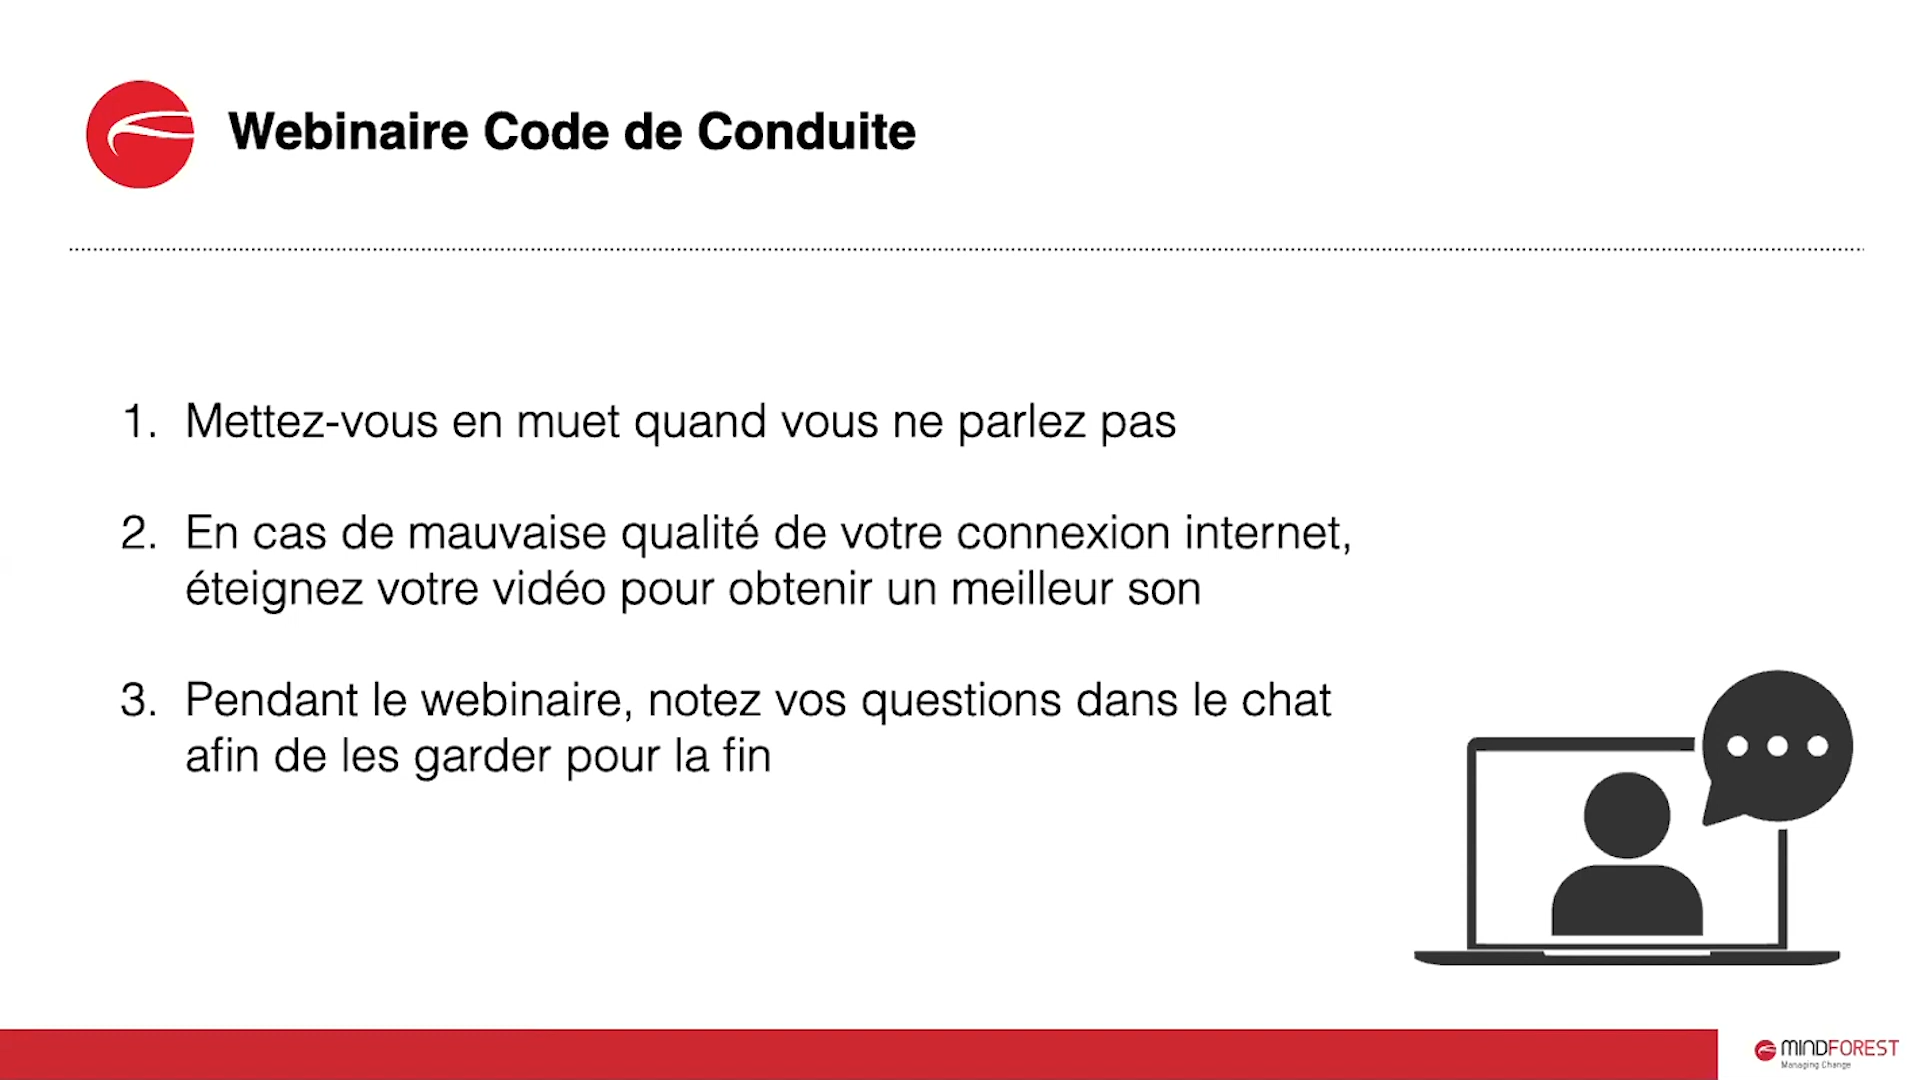 Webinaire Code de Conduite
1. Mettez-vous en muet quand vous ne parlez pas
2. En cas de mauvaise qualité de votre connexion internet,
éteignez votre vidéo pour obtenir un meilleur son
3. Pendant le webinaire, notez vos questions dans le chat
afin de les garder pour la fin
MINDFOREST
Managing Change